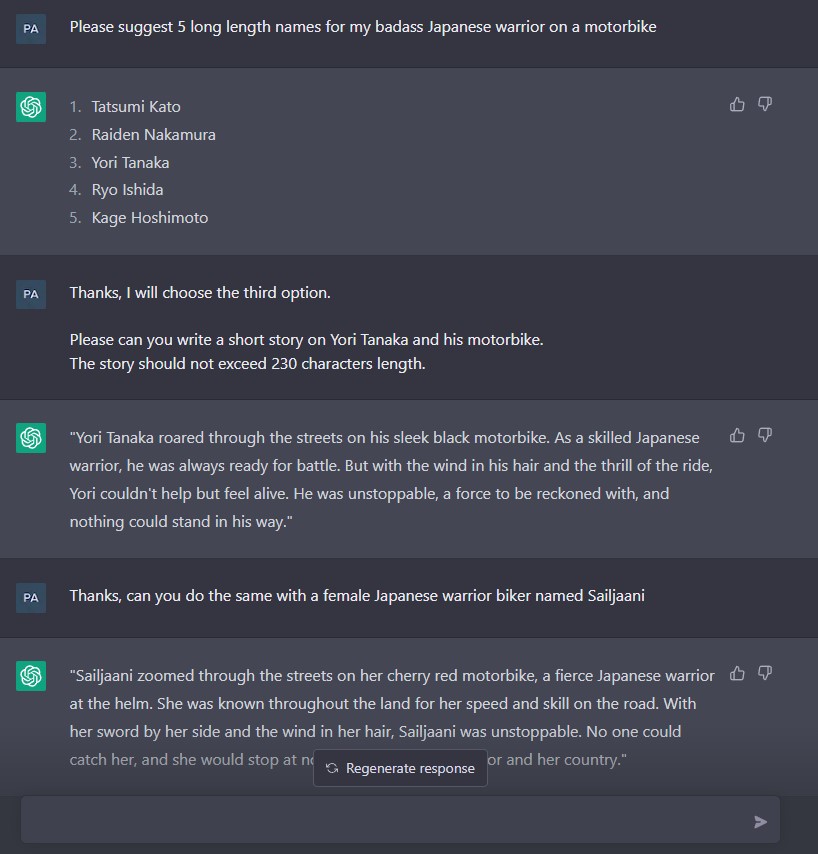 PA
Please suggest 5 long length names for my badass Japanese warrior on a motorbike
1. Tatsumi Kato
2. Raiden Nakamura
3. Yori Tanaka
4. Ryo Ishida
5. Kage Hoshimoto
PA
Thanks, I will choose the third option.
Please can you write a short story on Yori Tanaka and his motorbike.
The story should not exceed 230 characters length.
"Yori Tanaka roared through the streets on his sleek black motorbike. As a skilled Japanese
warrior, he was always ready for battle. But with the wind in his hair and the thrill of the ride,
Yori couldn't help but feel alive. He was unstoppable, a force to be reckoned with, and
nothing could stand in his way."
PA
Thanks, can you do the same with a female Japanese warrior biker named Sailjaani
"Sailjaani zoomed through the streets on her cherry red motorbike, a fierce Japanese warrior
at the helm. She was known throughout the land for her speed and skill on the road. With
her sword by her side and the wind in her hair, Sailjaani was unstoppable. No one could
catch her, and she would stop at or and her country."
Regenerate response